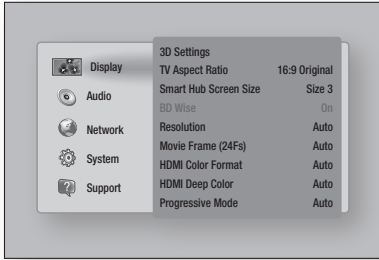 Display
Audio
Network
System
Support
3D Settings
TV Aspect Ratio 16:9 Original
Smart Hub Screen Size Size 3
BD Wise On
Resolution Auto
Movie Frame (24Fs) Auto
HDMI Color Format Auto
HDMI Deep Color Auto
Progressive Mode Auto